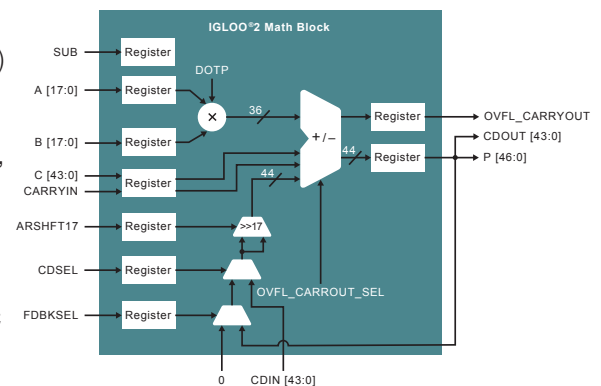 IGLOO®2 Math Block
SUB
Register
DOTP
A [17:0]
Register
×
36
B [17:0]
Register
+/–
Register
OVFL_CARRYOUT
CDOUT [43:0]
44
Register
P [46:0]
C [43:0]
CARRYIN
Register
44
ARSHFT17
Register
>>17
CDSEL
Register
OVFL_CARROUT_SEL
FDBKSEL
Register
0
CDIN [43:0]